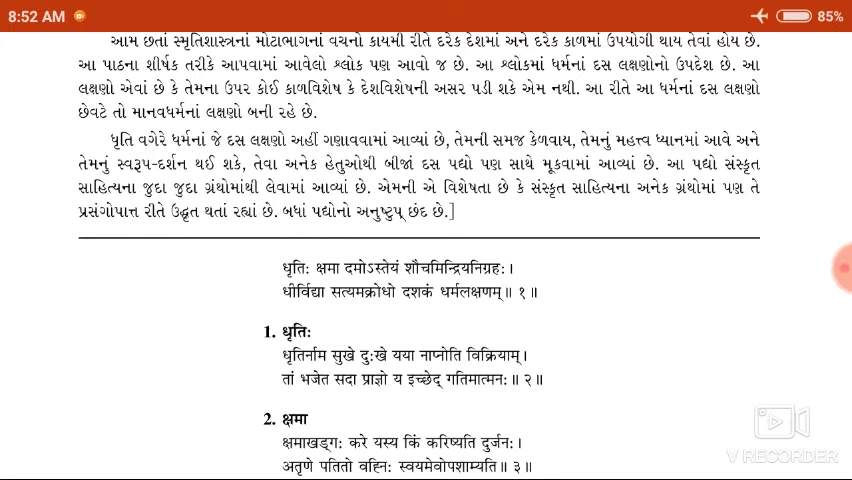 8:52 AM
85%
આમ છતાં સ્મૃતિશાસ્ત્રનાં મોટાભાગનાં વચનો કાયમી રીતે દરેક દેશમાં અને દરેક કાળમાં ઉપયોગી થાય તેવાં હોય છે.
આ પાઠના શીર્ષક તરીકે આપવામાં આવેલો શ્લોક પણ આવો જ છે. આ શ્લોકમાં ધર્મનાં દસ લક્ષણોનો ઉપદેશ છે. આ
લક્ષણો એવાં છે કે તેમના ઉપર કોઈ કાળવિશેષ કે દેશવિશેષની અસર પડી શકે એમ નથી. આ રીતે આ ધર્મનાં દસ લક્ષણો
છેવટે તો માનવધર્મનાં લક્ષણો બની રહે છે.
ધૃતિ વગેરે ધર્મનાં જે દસ લક્ષણો અહીં ગણાવવામાં આવ્યાં છે, તેમની સમજ કેળવાય, તેમનું મહત્ત્વ ધ્યાનમાં આવે અને
તેમનું સ્વરૂપ-દર્શન થઈ શકે, તેવા અનેક હેતુઓથી બીજાં દસ પદ્યો પણ સાથે મૂકવામાં આવ્યાં છે. આ પદ્યો સંસ્કૃત
સાહિત્યના જુદા જુદા ગ્રંથોમાંથી લેવામાં આવ્યાં છે. એમની એ વિશેષતા છે કે સંસ્કૃત સાહિત્યના અનેક ગ્રંથોમાં પણ તે
પ્રસંગોપાત્ત રીતે ઉદ્ધૃત થતાં રહ્યાં છે. બધાં પદ્યોનો અનુષ્ટુપ્ છંદ છે.]
धृतिः क्षमा दमोऽस्तेयं शौचमिन्द्रियनिग्रहः।
धीर्विद्या सत्यमक्रोधो दशकं धर्मलक्षणम्॥ १॥
1. धृतिः
धृतिर्नाम सुखे दुःखे यया नाप्नोति विक्रियाम्।
तां भजेत सदा प्राज्ञो य इच्छेद् गतिमात्मनः॥ २॥
2. क्षमा
क्षमाखड्गः करे यस्य किं करिष्यति दुर्जनः।
अतृणे पतितो वह्निः स्वयमेवोपशाम्यति॥ ३॥
V RECORDER